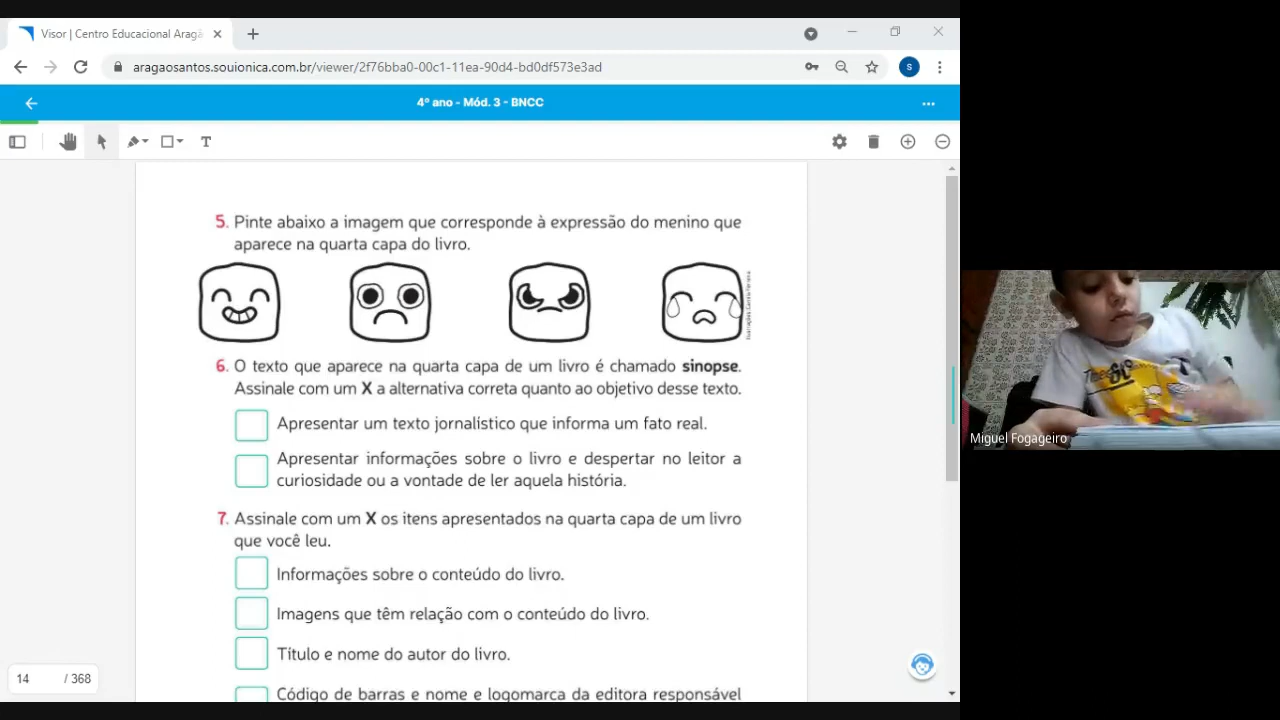 Visor | Centro Educacional Aragã
aragaosantos.souionica.com.br/viewer/2f76bba0-00c1-11ea-90d4-bd0df573e3ad
s
4º ano - Mód. 3 - BNCC
T
5. Pinte abaixo a imagem que corresponde à expressão do menino que
aparece na quarta capa do livro.
6. O texto que aparece na quarta capa de um livro é chamado sinopse.
Assinale com um X a alternativa correta quanto ao objetivo desse texto.
Apresentar um texto jornalístico que informa um fato real.
Apresentar informações sobre o livro e despertar no leitor a
curiosidade ou a vontade de ler aquela história.
7. Assinale com um X os itens apresentados na quarta capa de um livro
que você leu.
Informações sobre o conteúdo do livro.
Imagens que têm relação com o conteúdo do livro.
Título e nome do autor do livro.
Código de barras e nome e logomarca da editora responsável
14 / 368
Miguel Fogageiro